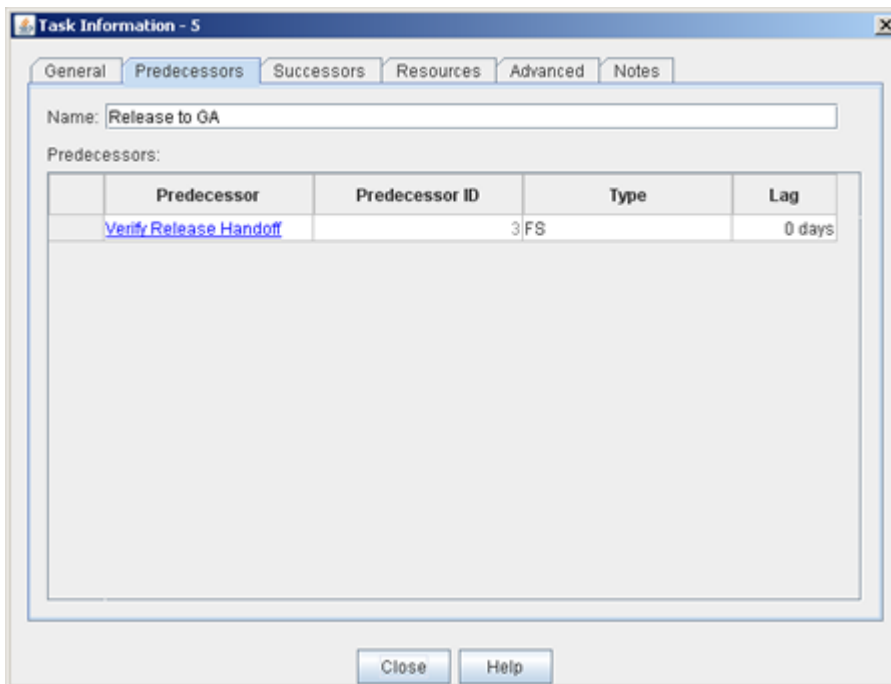 Task Information - 5
General Predecessors Successors Resources Advanced Notes
Name: Release to GA
Predecessors:
Predecessor Predecessor ID Type Lag
Verify Release Handoff 3 FS 0 days
Close Help